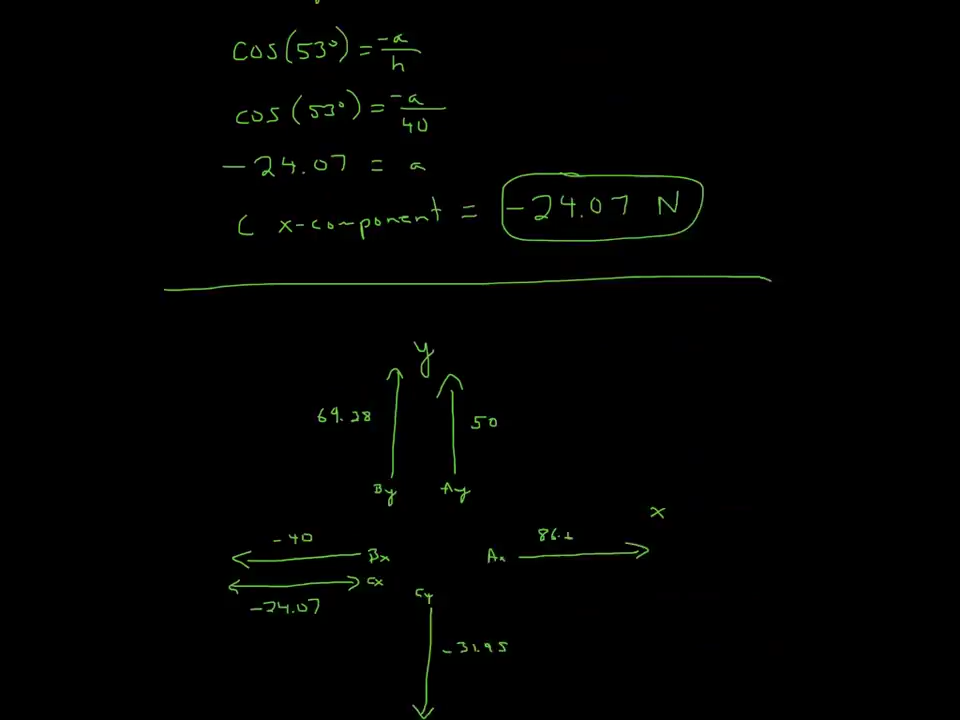 cos(53°) = -a/h
cos(53°) = -a/40
-24.07 = a
C x-component = -24.07 N
y
69.28
50
By
Ay
x
-40
86.6
Bx
Ax
Cx
Cy
-24.07
-31.95